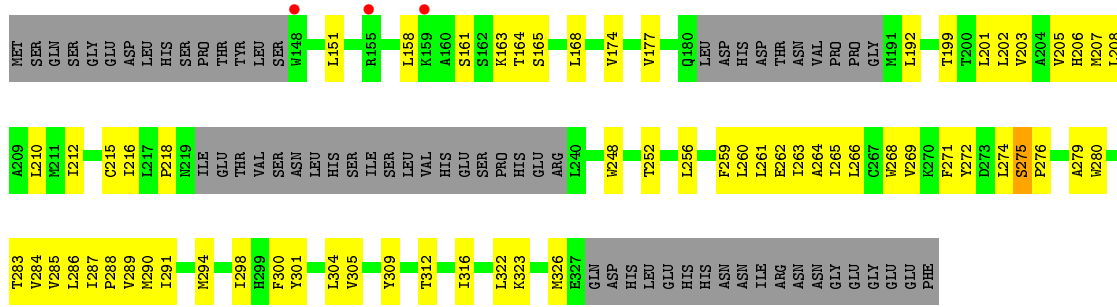 MET SER GLN SER GLY GLU ASP LEU HIS SER PRO THR TYR LEU SER W148 L151 R155 L158 K159 A160 S161 S162 K163 T164 S165 L168 V174 V177 Q180 LEU ASP HIS ASP THR ASN VAL PRO PRO GLY M191 L192 T199 T200 L201 L202 V203 A204 V205 H206 M207 L208
A209 L210 M211 I212 C215 I216 L217 P218 N219 ILE GLU THR VAL SER ASN LEU HIS SER ILE SER LEU VAL HIS GLU SER PRO HIS GLU ARG L240 W248 T252 L256 F259 L260 L261 E262 I263 A264 I265 L266 C267 W268 V269 K270 F271 Y272 D273 L274 S275 P276 A279 W280
T283 V284 V285 L286 I287 P288 V289 M290 I291 M294 I298 H299 F300 Y301 L304 V305 Y309 T312 I316 L322 K323 M326 E327 GLN ASP HIS LEU GLU HIS HIS ASN ASN ILE ARG ASN ASN GLY GLU GLY GLU GLU PHE